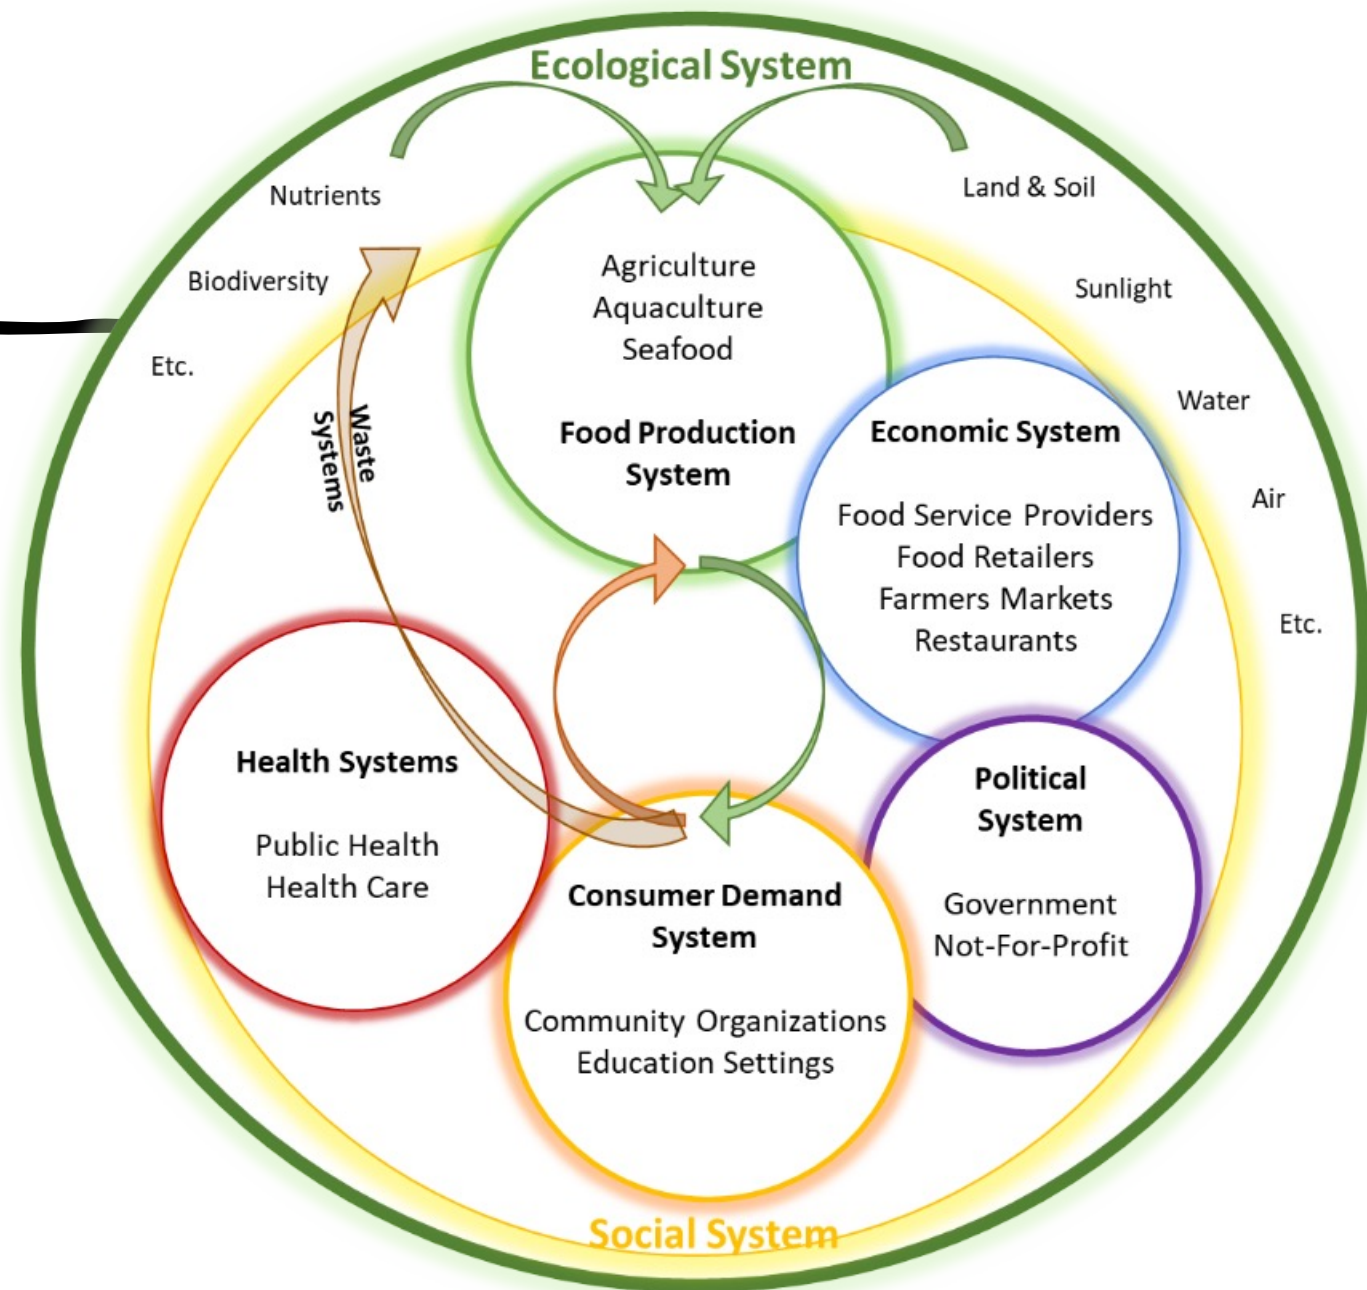 Ecological System
Nutrients
Land & Soil
Biodiversity
Sunlight
Etc.
Water
Air
Etc.
Agriculture
Aquaculture
Seafood
Food Production
System
Waste
Systems
Economic System
Food Service Providers
Food Retailers
Farmers Markets
Restaurants
Health Systems
Public Health
Health Care
Political
System
Government
Not-For-Profit
Consumer Demand
System
Community Organizations
Education Settings
Social System